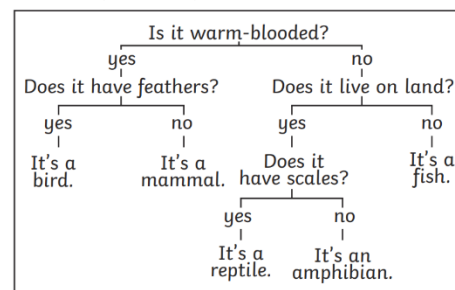 Is it warm-blooded?
yes no
Does it have feathers? Does it live on land?
yes no yes no
It's a bird. It's a mammal. Does it have scales? It's a fish.
yes no
It's a reptile. It's an amphibian.